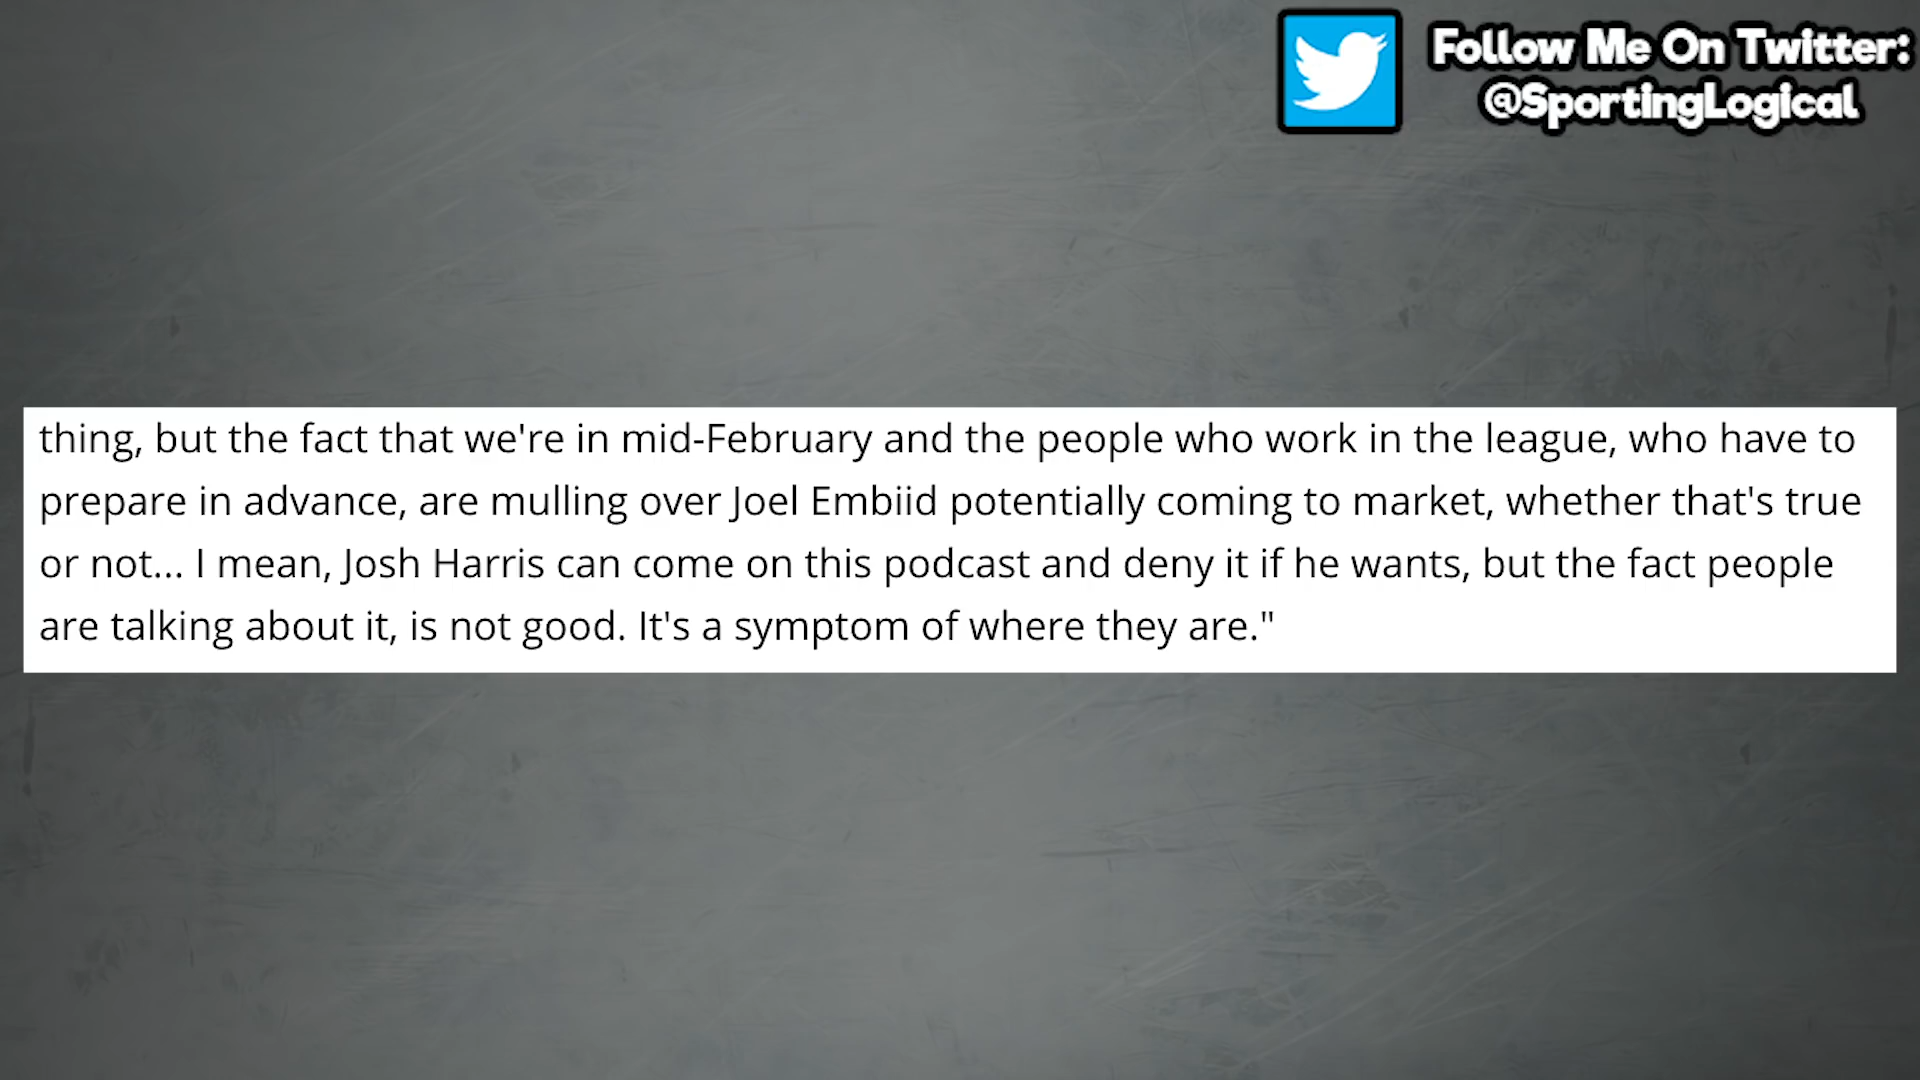 Follow Me On Twitter:
@SportingLogical
thing, but the fact that we're in mid-February and the people who work in the league, who have to
prepare in advance, are mulling over Joel Embiid potentially coming to market, whether that's true
or not... I mean, Josh Harris can come on this podcast and deny it if he wants, but the fact people
are talking about it, is not good. It's a symptom of where they are."